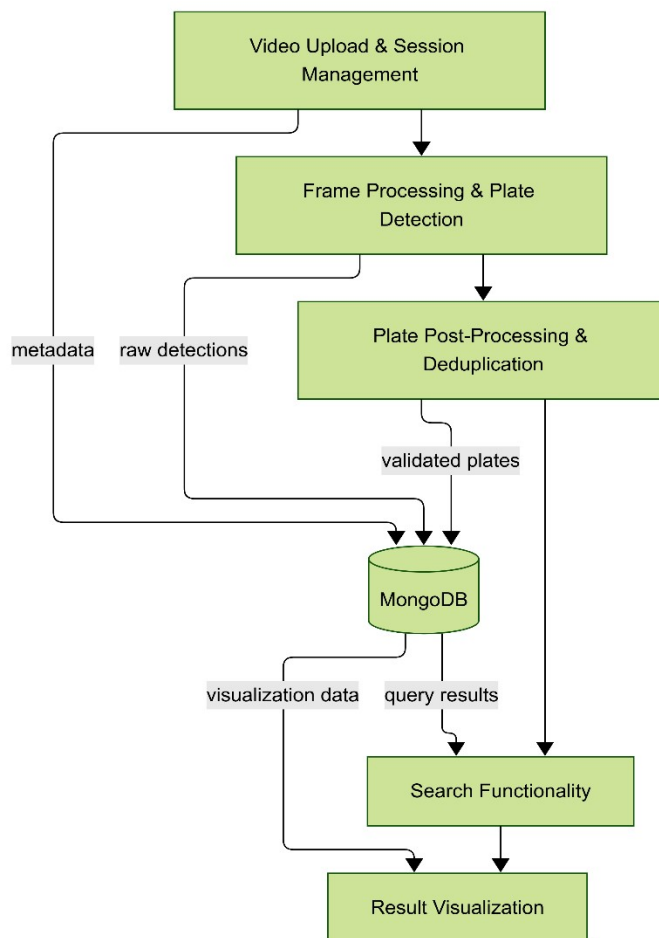 Video Upload & Session
Management
Frame Processing & Plate
Detection
Plate Post-Processing &
Deduplication
metadata
raw detections
validated plates
MongoDB
visualization data
query results
Search Functionality
Result Visualization